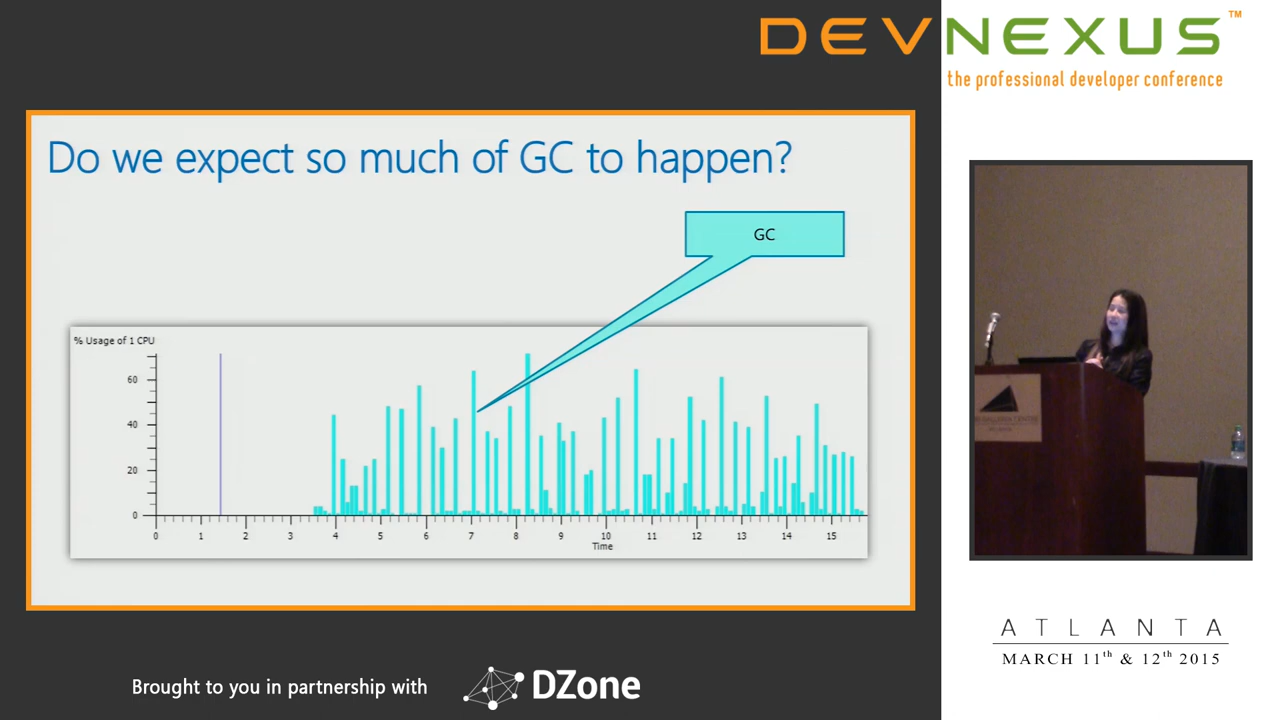 DEVNEXUS™
the professional developer conference
Do we expect so much of GC to happen?
GC
% Usage of 1 CPU
60
40
20
0
0 1 2 3 4 5 6 7 8 9 10 11 12 13 14 15
Time
ATLANTA
MARCH 11th & 12th 2015
Brought to you in partnership with
DZone